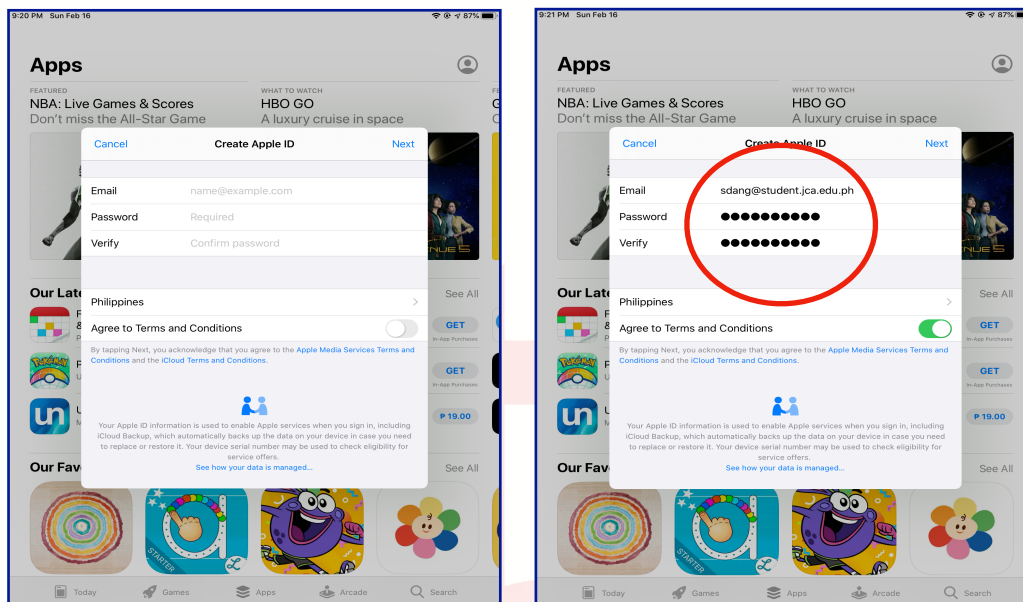 9:20 PM Sun Feb 16
87%
Apps
FEATURED
NBA: Live Games & Scores
Don't miss the All-Star Game
WHAT TO WATCH
HBO GO
A luxury cruise in space
Cancel
Create Apple ID
Next
Email
name@example.com
Password
Required
Verify
Confirm password
Philippines
Agree to Terms and Conditions
By tapping Next, you acknowledge that you agree to the Apple Media Services Terms and
Conditions and the iCloud Terms and Conditions.
Your Apple ID information is used to enable Apple services when you sign in, including
iCloud Backup, which automatically backs up the data on your device in case you need
to replace or restore it. Your device serial number may be used to check eligibility for
service offers.
See how your data is managed...
Our Late
See All
GET
In-App Purchases
GET
In-App Purchases
₱ 19.00
Our Fav
See All
STARTER
Today
Games
Apps
Arcade
Search
9:21 PM Sun Feb 16
87%
Apps
FEATURED
NBA: Live Games & Scores
Don't miss the All-Star Game
WHAT TO WATCH
HBO GO
A luxury cruise in space
Cancel
Create Apple ID
Next
Email
sdang@student.jca.edu.ph
Password
●●●●●●●●●●
Verify
●●●●●●●●●●
Philippines
Agree to Terms and Conditions
By tapping Next, you acknowledge that you agree to the Apple Media Services Terms and
Conditions and the iCloud Terms and Conditions.
Your Apple ID information is used to enable Apple services when you sign in, including
iCloud Backup, which automatically backs up the data on your device in case you need
to replace or restore it. Your device serial number may be used to check eligibility for
service offers.
See how your data is managed...
Our Late
See All
GET
In-App Purchases
GET
In-App Purchases
₱ 19.00
Our Fav
See All
STARTER
Today
Games
Apps
Arcade
Search